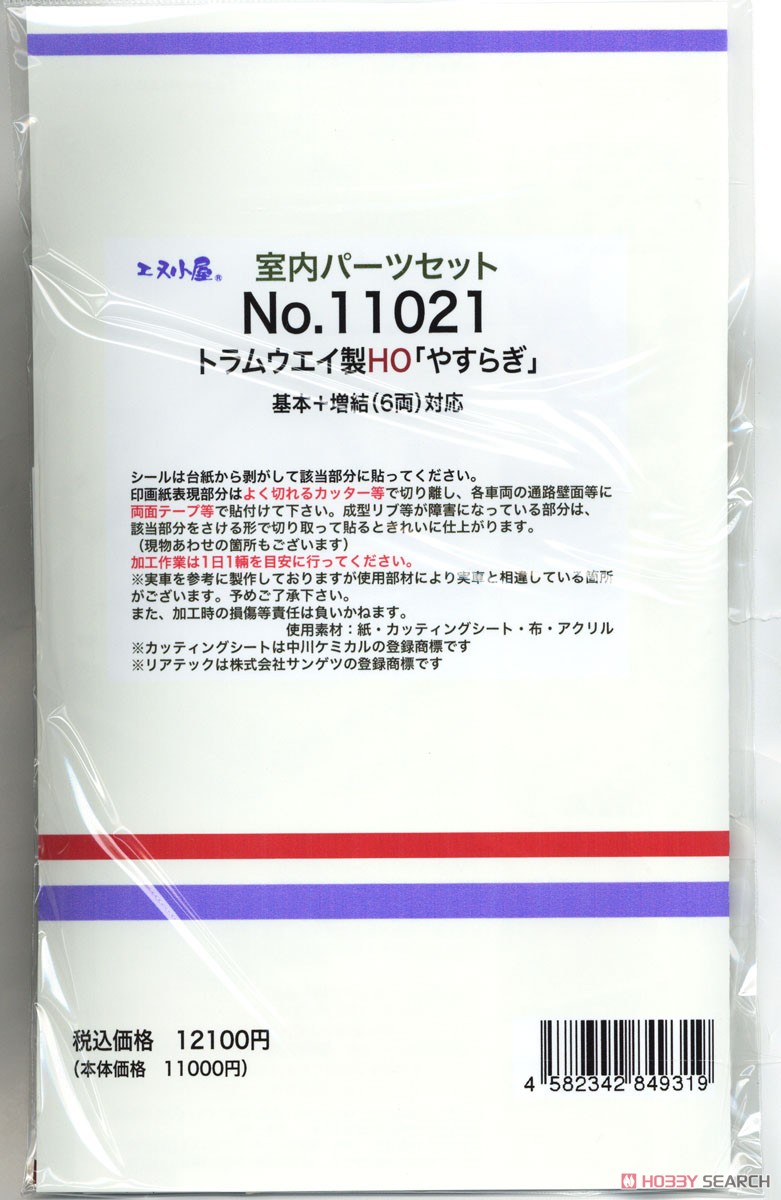 エヌ小屋® 室内パーツセット
No.11021
トラムウエイ製HO「やすらぎ」
基本＋増結（6両）対応
シールは台紙から剥がして該当部分に貼ってください。
印画紙表現部分はよく切れるカッター等で切り離し、各車両の通路壁面等に
両面テープ等で貼付けて下さい。成型リブ等が障害になっている部分は、
該当部分をさける形で切り取って貼るときれいに仕上がります。
（現物あわせの箇所もございます）
加工作業は1日1輌を目安に行ってください。
※実車を参考に製作しておりますが使用部材により実車と相違している箇所
がございます。予めご了承下さい。
また、加工時の損傷等責任は負いかねます。
使用素材：紙・カッティングシート・布・アクリル
※カッティングシートは中川ケミカルの登録商標です
※リアテックは株式会社サンゲツの登録商標です
税込価格　12100円
（本体価格　11000円）
4 582342 849319
HOBBY SEARCH